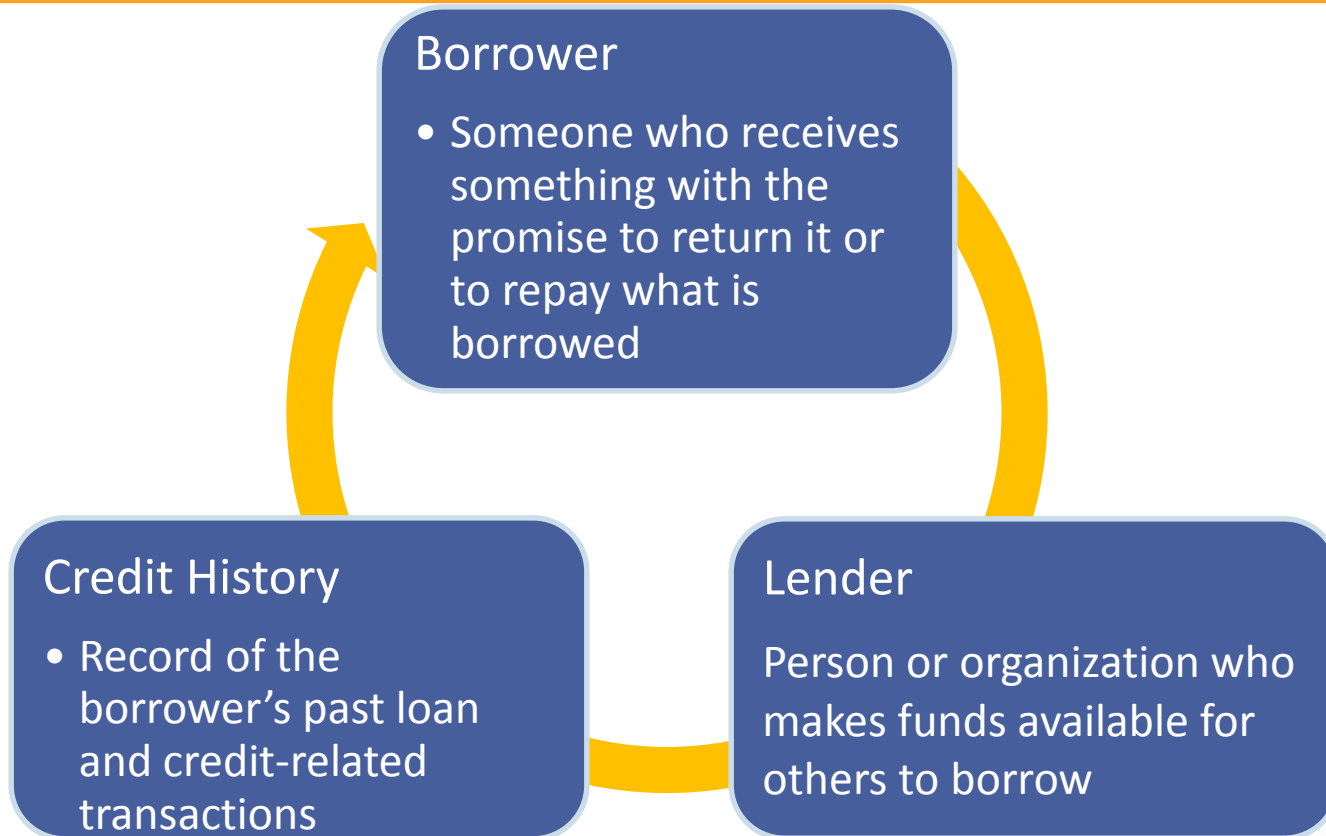 Borrower
• Someone who receives
something with the
promise to return it or
to repay what is
borrowed
Lender
Person or organization who
makes funds available for
others to borrow
Credit History
• Record of the
borrower’s past loan
and credit-related
transactions